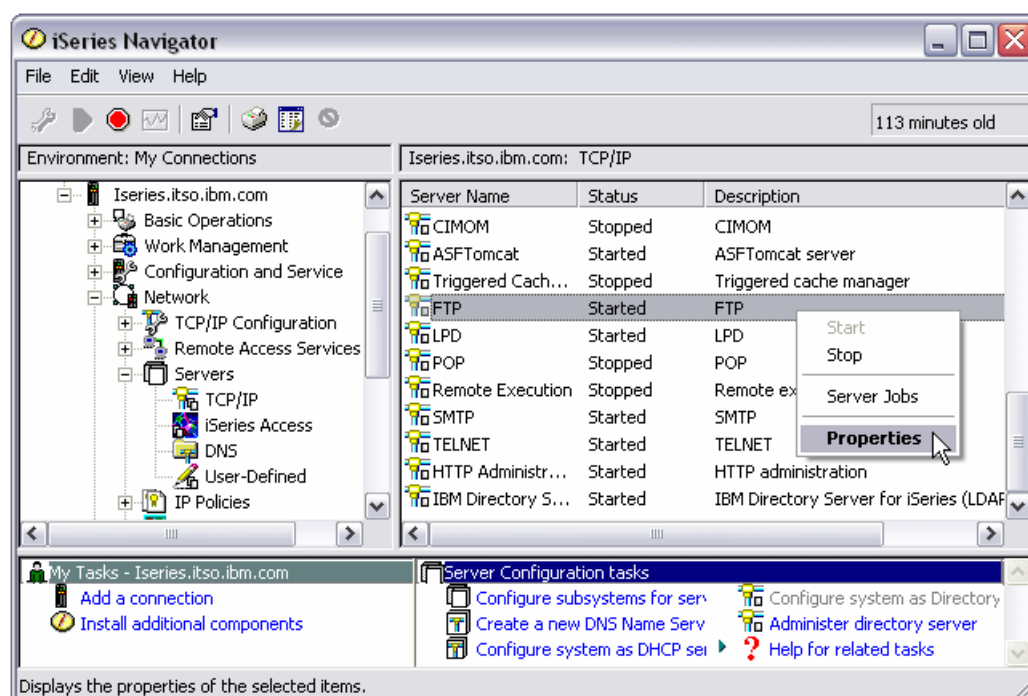 iSeries Navigator
File Edit View Help
113 minutes old
Environment: My Connections
Iseries.itso.ibm.com: TCP/IP
Iseries.itso.ibm.com
Basic Operations
Work Management
Configuration and Service
Network
TCP/IP Configuration
Remote Access Services
Servers
TCP/IP
iSeries Access
DNS
User-Defined
IP Policies
Server Name Status Description
CIMOM Stopped CIMOM
ASFTomcat Started ASFTomcat server
Triggered Cach... Stopped Triggered cache manager
FTP Started FTP
LPD Started LPD
POP Stopped POP
Remote Execution Stopped Remote ex
SMTP Started SMTP
TELNET Started TELNET
HTTP Administr... Started HTTP administration
IBM Directory S... Started IBM Directory Server for iSeries (LDAP
Start
Stop
Server Jobs
Properties
My Tasks - Iseries.itso.ibm.com
Add a connection
Install additional components
Server Configuration tasks
Configure subsystems for serv
Create a new DNS Name Serv
Configure system as DHCP ser
Configure system as Directory
Administer directory server
? Help for related tasks
Displays the properties of the selected items.